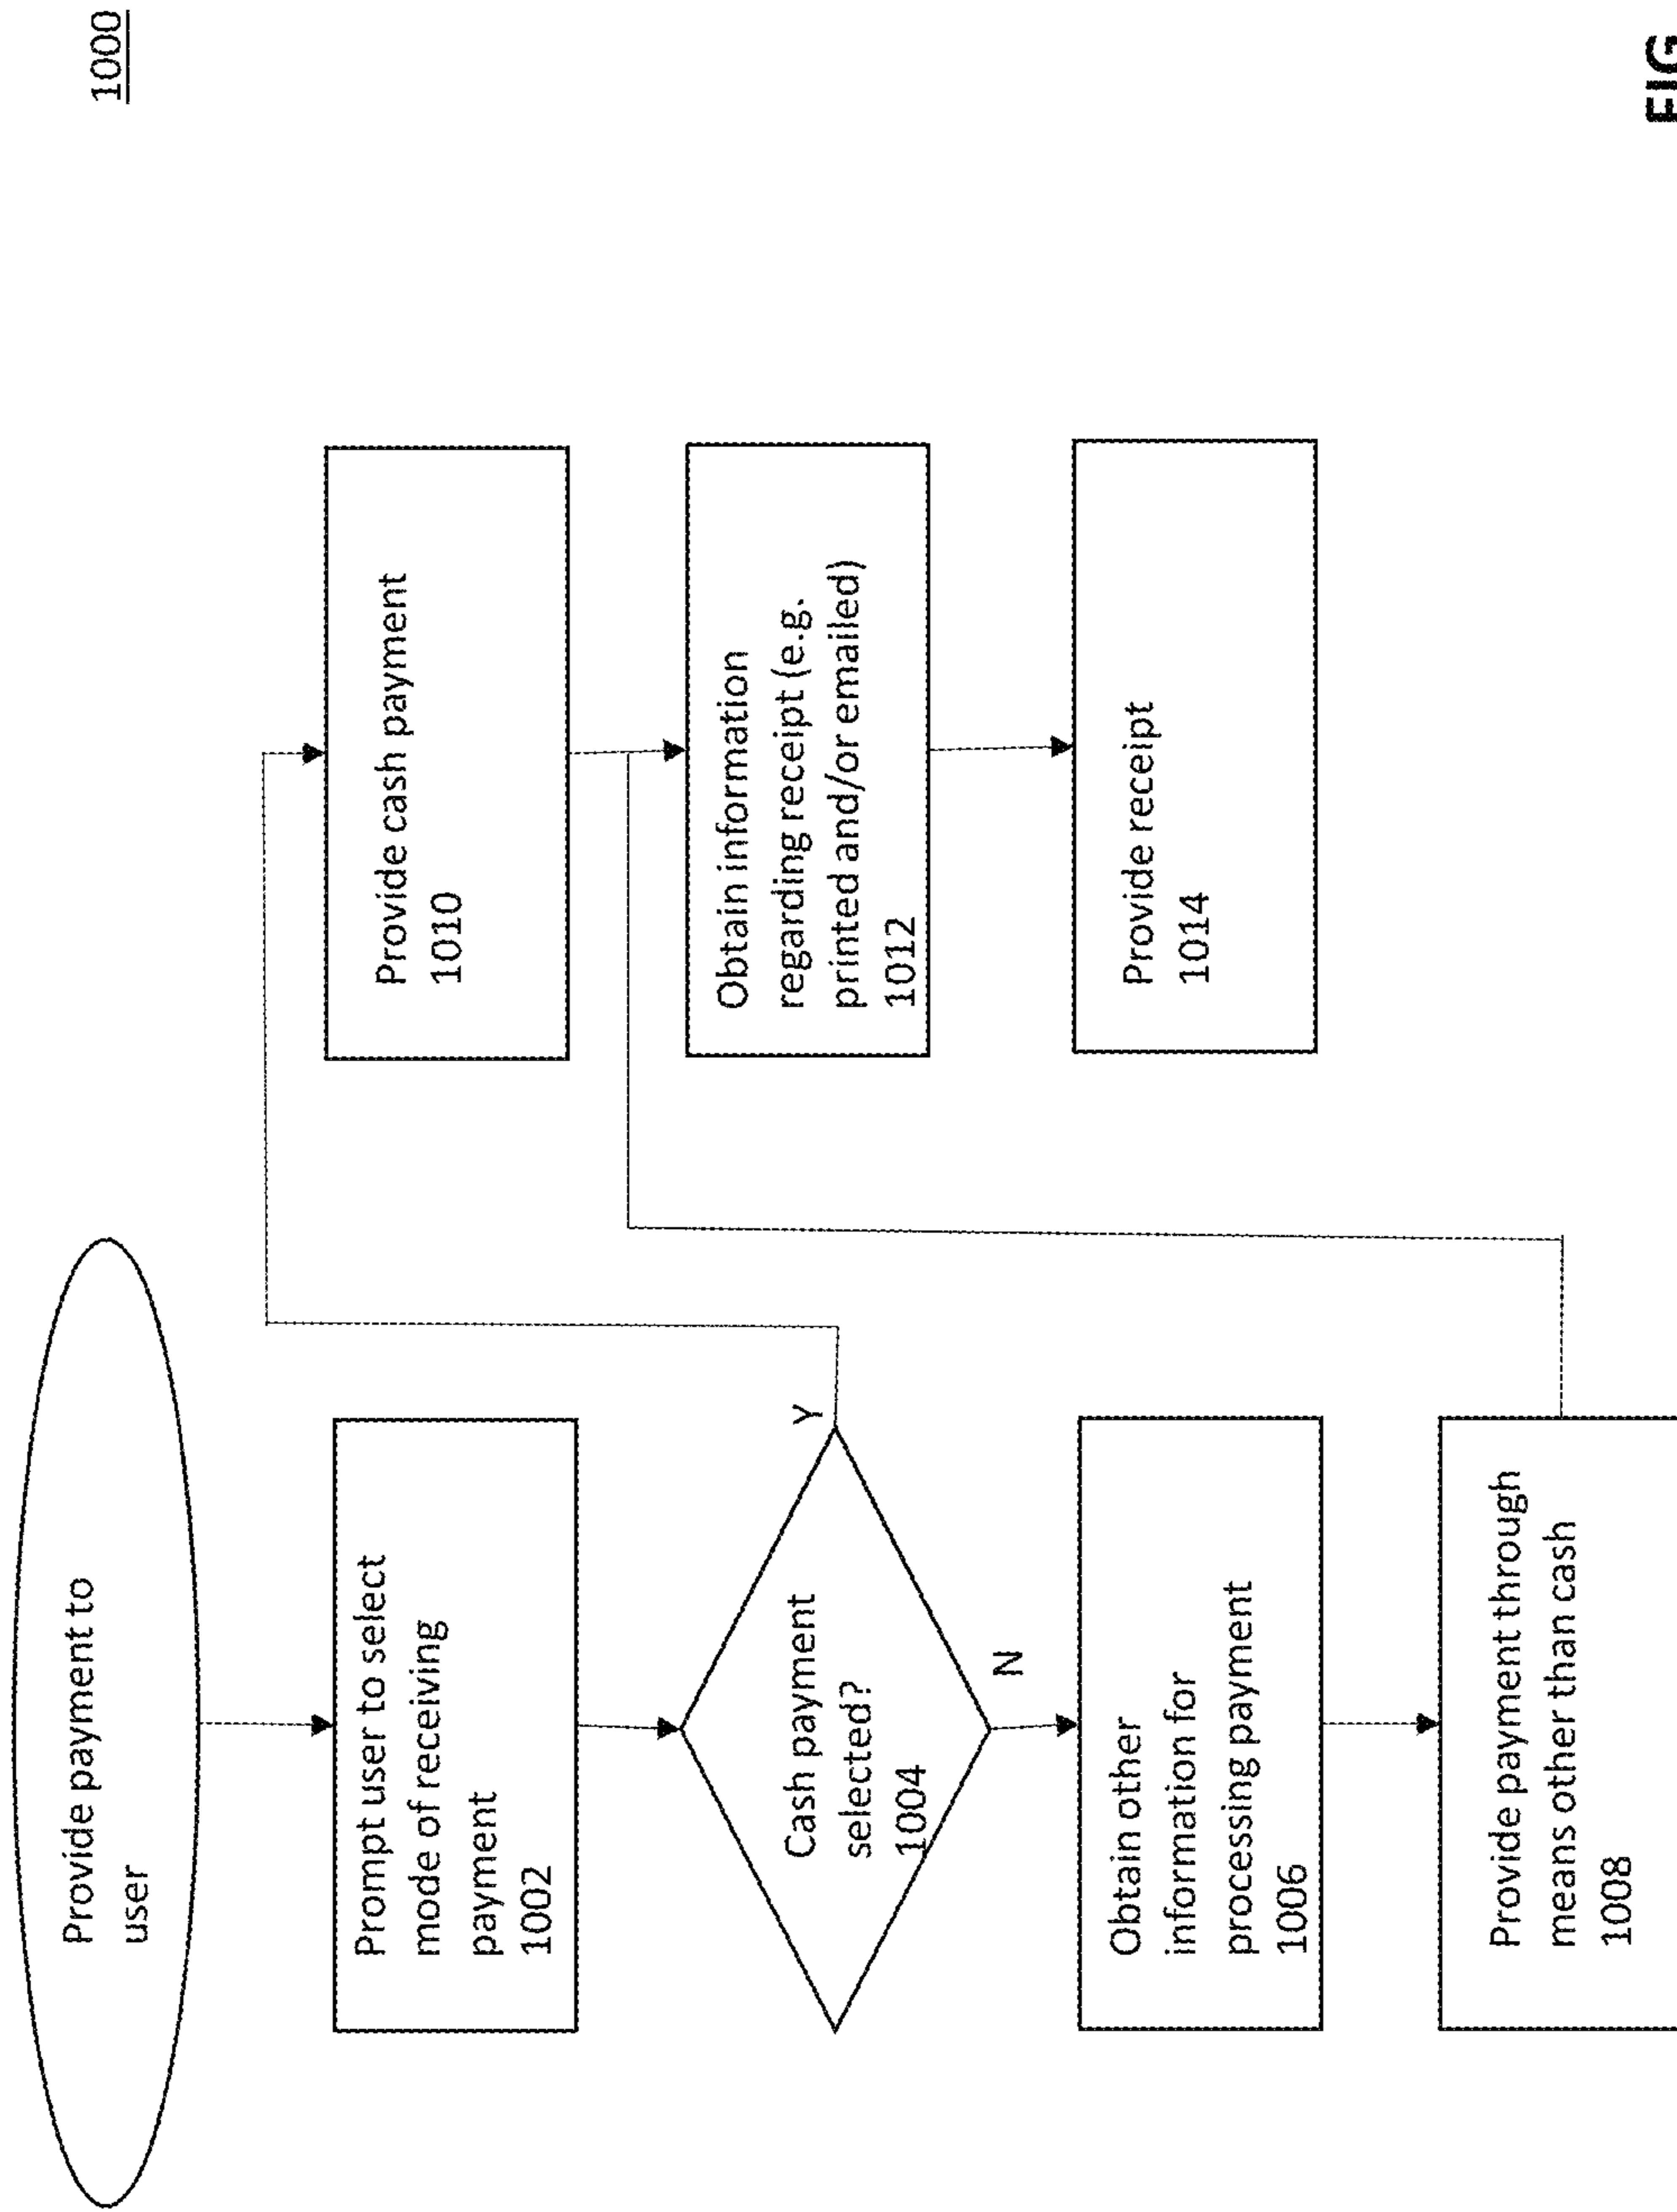 1000
Provide payment to
user
Prompt user to select
mode of receiving
payment
1002
Cash payment
selected?
1004
Y
N
Obtain other
information for
processing payment
1006
Provide payment through
means other than cash
1008
Provide cash payment
1010
Obtain information
regarding receipt (e.g.
printed and/or emailed)
1012
Provide receipt
1014
FIG